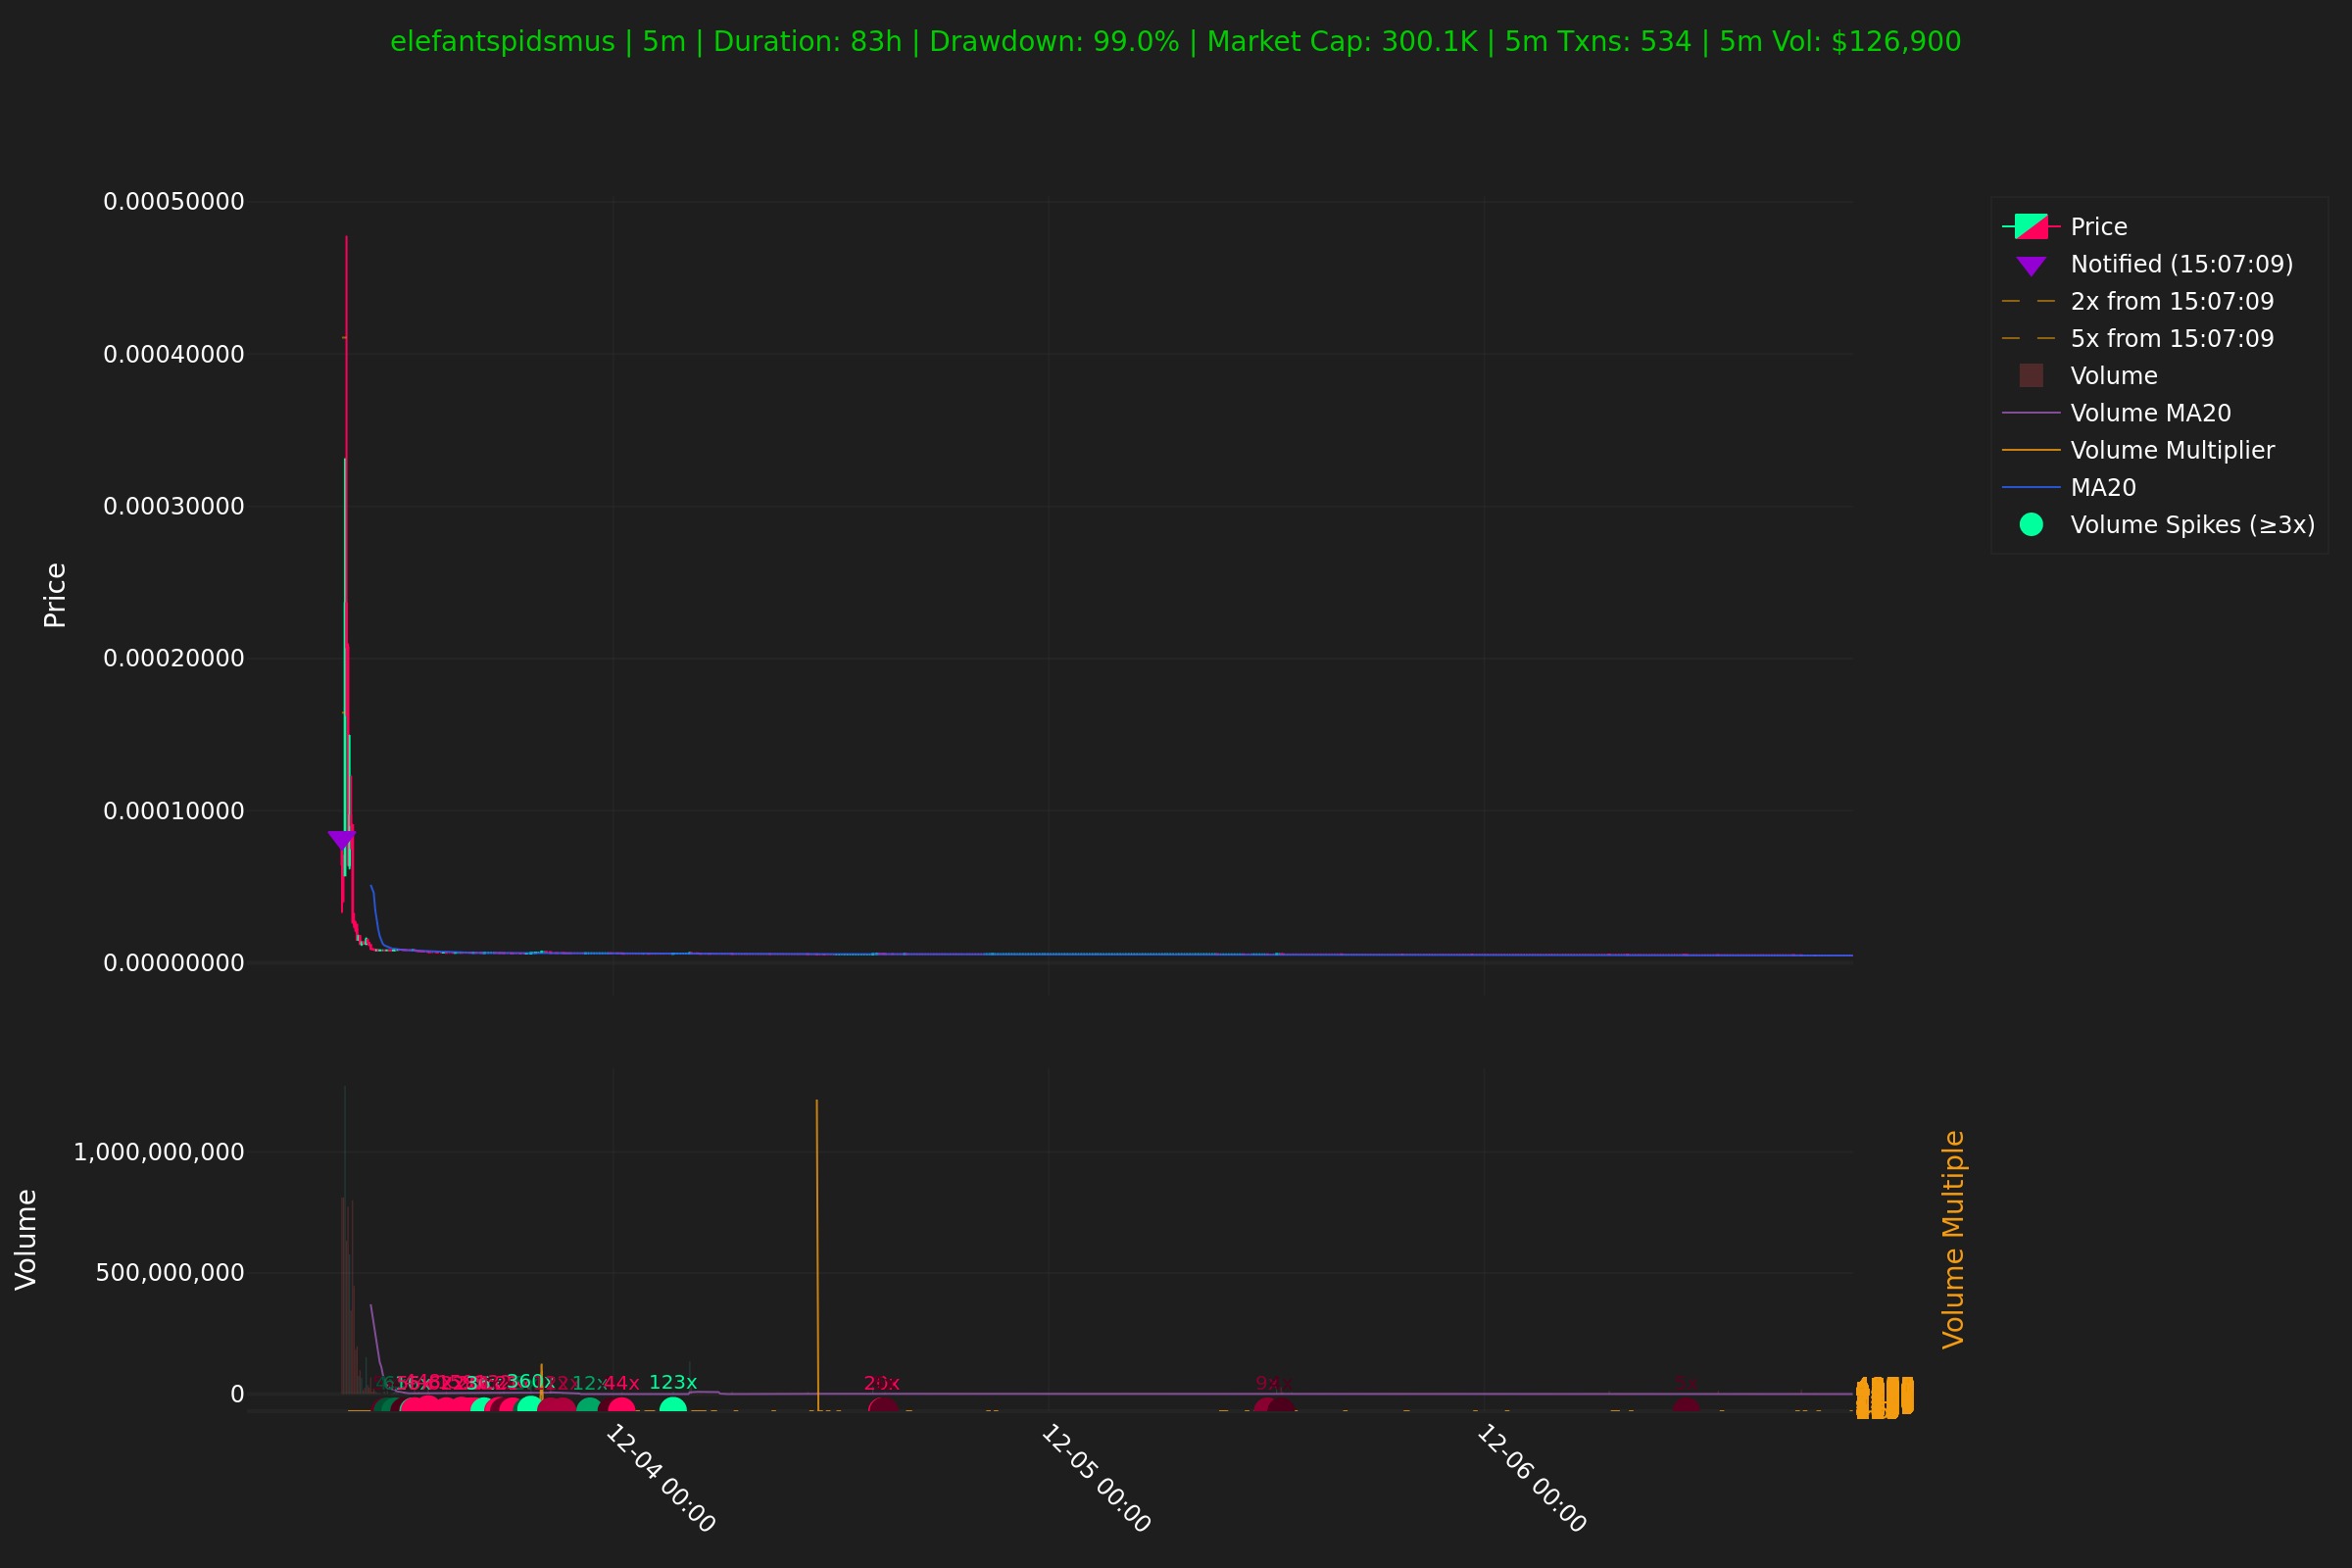 elefantspidsmus | 5m | Duration: 83h | Drawdown: 99.0% | Market Cap: 300.1K | 5m Txns: 534 | 5m Vol: $126,900
Price
0.00050000
0.00040000
0.00030000
0.00020000
0.00010000
0.00000000
Price
Notified (15:07:09)
2x from 15:07:09
5x from 15:07:09
Volume
Volume MA20
Volume Multiplier
MA20
Volume Spikes (≥3x)
Volume
1,000,000,000
500,000,000
0
360x
12x
44x
123x
20x
9x
5x
Volume Multiple
12-04 00:00
12-05 00:00
12-06 00:00